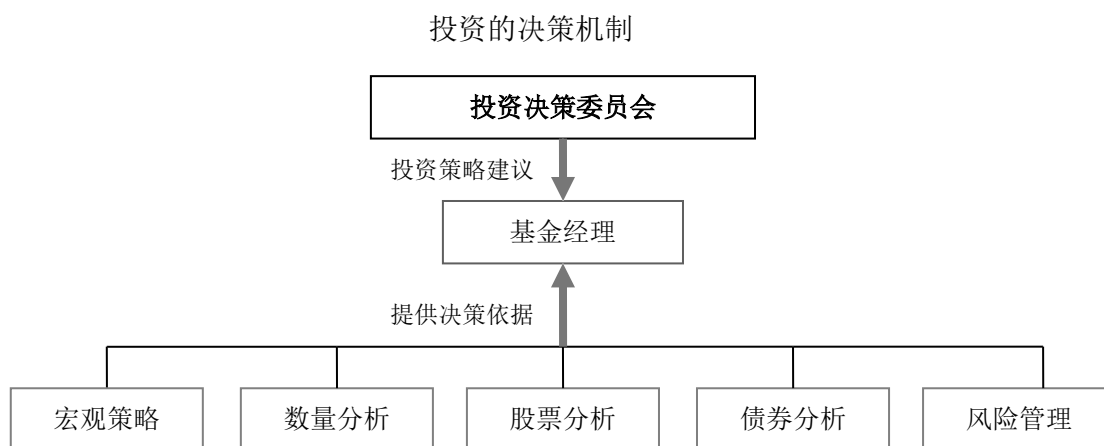 投资的决策机制
投资决策委员会
投资策略建议
基金经理
提供决策依据
宏观策略
数量分析
股票分析
债券分析
风险管理